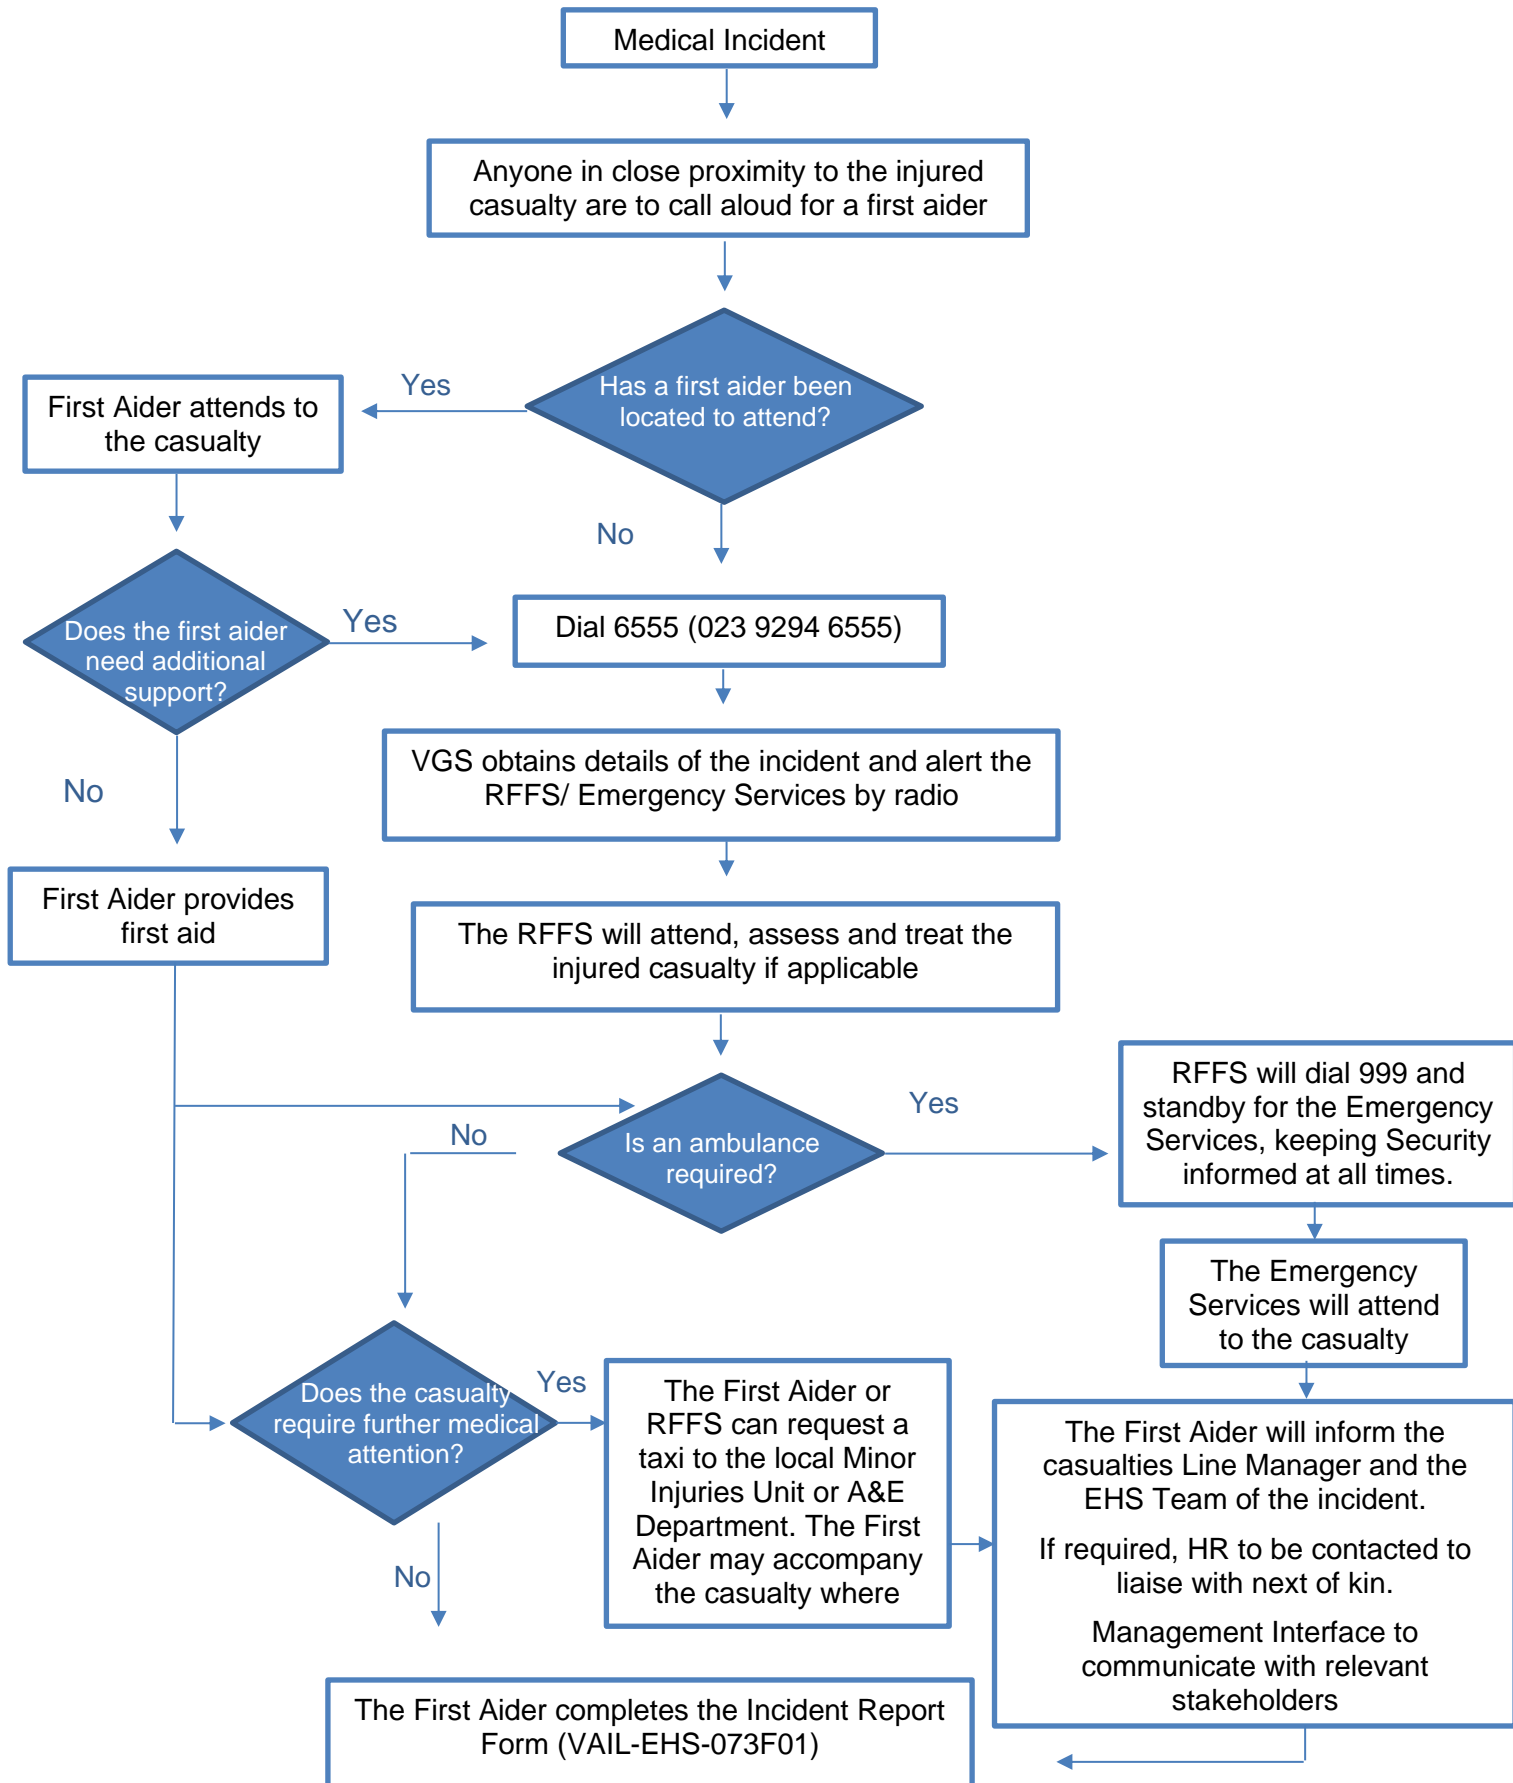 Medical Incident
Anyone in close proximity to the injured
casualty are to call aloud for a first aider
Has a first aider been
located to attend?
Yes
First Aider attends to
the casualty
No
Does the first aider
need additional
support?
Yes
Dial 6555 (023 9294 6555)
VGS obtains details of the incident and alert the
RFFS/ Emergency Services by radio
No
First Aider provides
first aid
The RFFS will attend, assess and treat the
injured casualty if applicable
Is an ambulance
required?
Yes
RFFS will dial 999 and
standby for the Emergency
Services, keeping Security
informed at all times.
No
The Emergency
Services will attend
to the casualty
Does the casualty
require further medical
attention?
Yes
The First Aider or
RFFS can request a
taxi to the local Minor
Injuries Unit or A&E
Department. The First
Aider may accompany
the casualty where
The First Aider will inform the
casualties Line Manager and the
EHS Team of the incident.
If required, HR to be contacted to
liaise with next of kin.
Management Interface to
communicate with relevant
stakeholders
No
The First Aider completes the Incident Report
Form (VAIL-EHS-073F01)